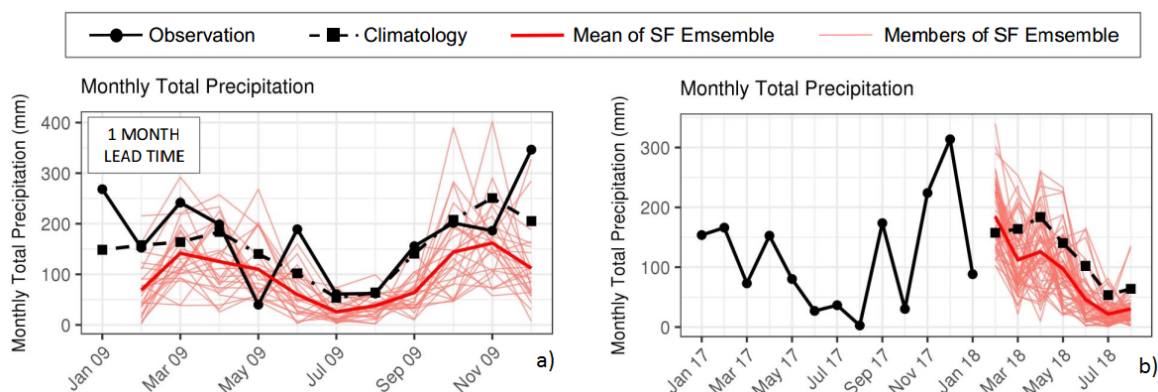 Observation Climatology Mean of SF Emsemble Members of SF Emsemble
Monthly Total Precipitation
1 MONTH
LEAD TIME
Monthly Total Precipitation (mm)
400
300
200
100
0
Jan 09 Mar 09 May 09 Jul 09 Sep 09 Nov 09
a)
Monthly Total Precipitation
Monthly Total Precipitation (mm)
300
200
100
0
Jan 17 Mar 17 May 17 Jul 17 Sep 17 Nov 17 Jan 18 Mar 18 May 18 Jul 18
b)